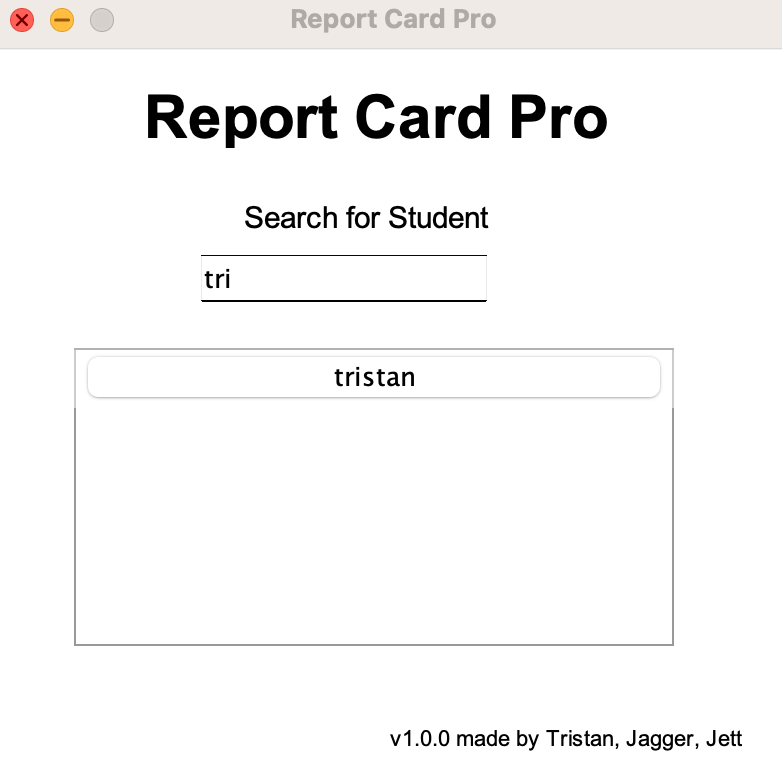 Report Card Pro
Report Card Pro
Search for Student
tri
tristan
v1.0.0 made by Tristan, Jagger, Jett